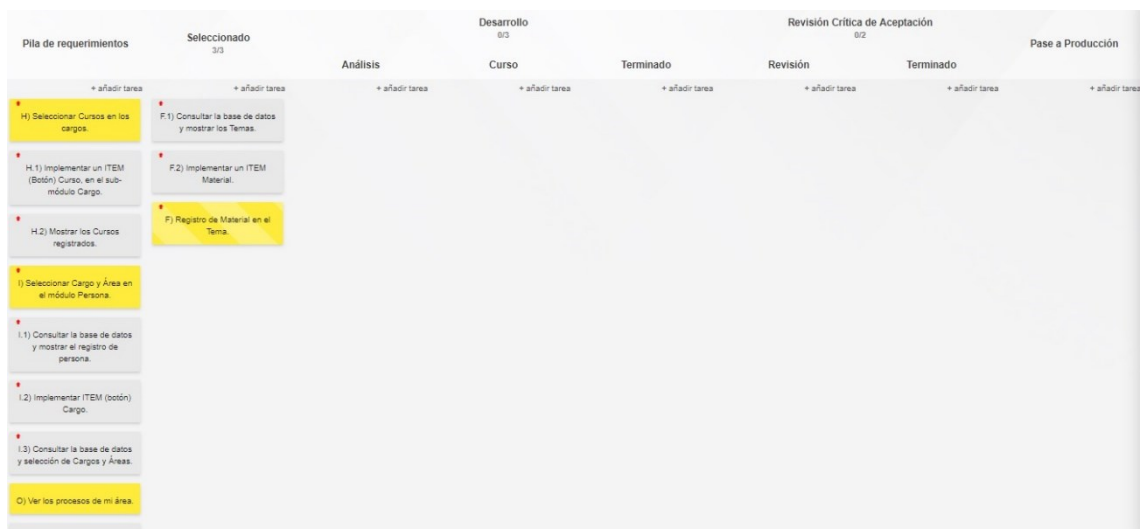 Pila de requerimientos
Seleccionado
3/3
Desarrollo
0/3
Revisión Crítica de Aceptación
0/2
Pase a Producción
Análisis
Curso
Terminado
Revisión
Terminado
+ añadir tarea
+ añadir tarea
+ añadir tarea
+ añadir tarea
+ añadir tarea
+ añadir tarea
+ añadir tarea
+ añadir tarea
H) Seleccionar Cursos en los
cargos.
H.1) Implementar un ITEM
(Botón) Curso, en el sub-
módulo Cargo.
H.2) Mostrar los Cursos
registrados.
I) Seleccionar Cargo y Área en
el módulo Persona.
I.1) Consultar la base de datos
y mostrar el registro de
persona.
I.2) Implementar ITEM (botón)
Cargo.
I.3) Consultar la base de datos
y selección de Cargos y Áreas.
O) Ver los procesos de mi área.
F.1) Consultar la base de datos
y mostrar los Temas.
F.2) Implementar un ITEM
Material.
F) Registro de Material en el
Tema.